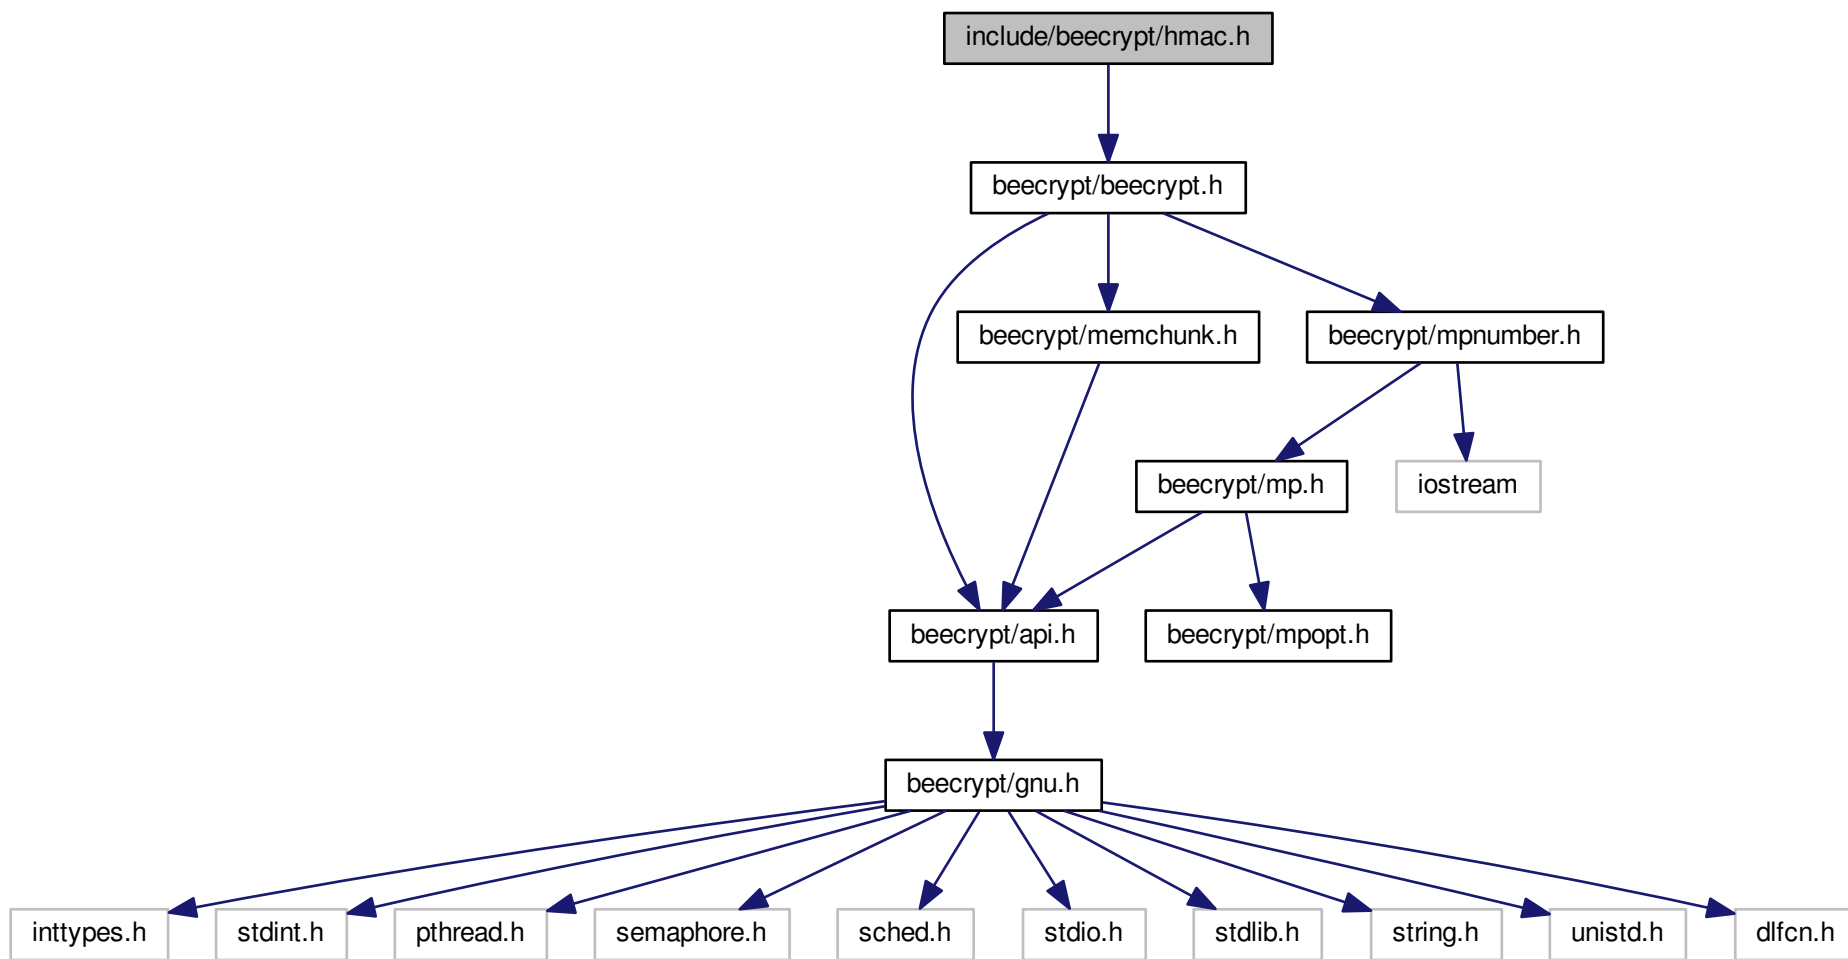 include/beecrypt/hmac.h
beecrypt/beecrypt.h
beecrypt/memchunk.h
beecrypt/mpnumber.h
beecrypt/mp.h
iostream
beecrypt/api.h
beecrypt/mpopt.h
beecrypt/gnu.h
inttypes.h
stdint.h
pthread.h
semaphore.h
sched.h
stdio.h
stdlib.h
string.h
unistd.h
dlfcn.h